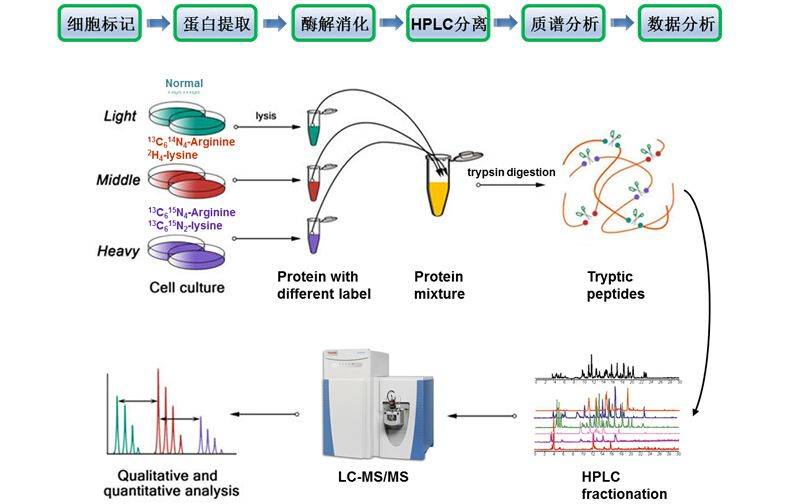 细胞标记
蛋白提取
酶解消化
HPLC分离
质谱分析
数据分析
Normal
Light
lysis
13C614N4-Arginine
2H4-lysine
Middle
trypsin digestion
13C615N4-Arginine
13C615N2-lysine
Heavy
Cell culture
Protein with
different label
Protein
mixture
Tryptic
peptides
Qualitative and
quantitative analysis
LC-MS/MS
HPLC
fractionation